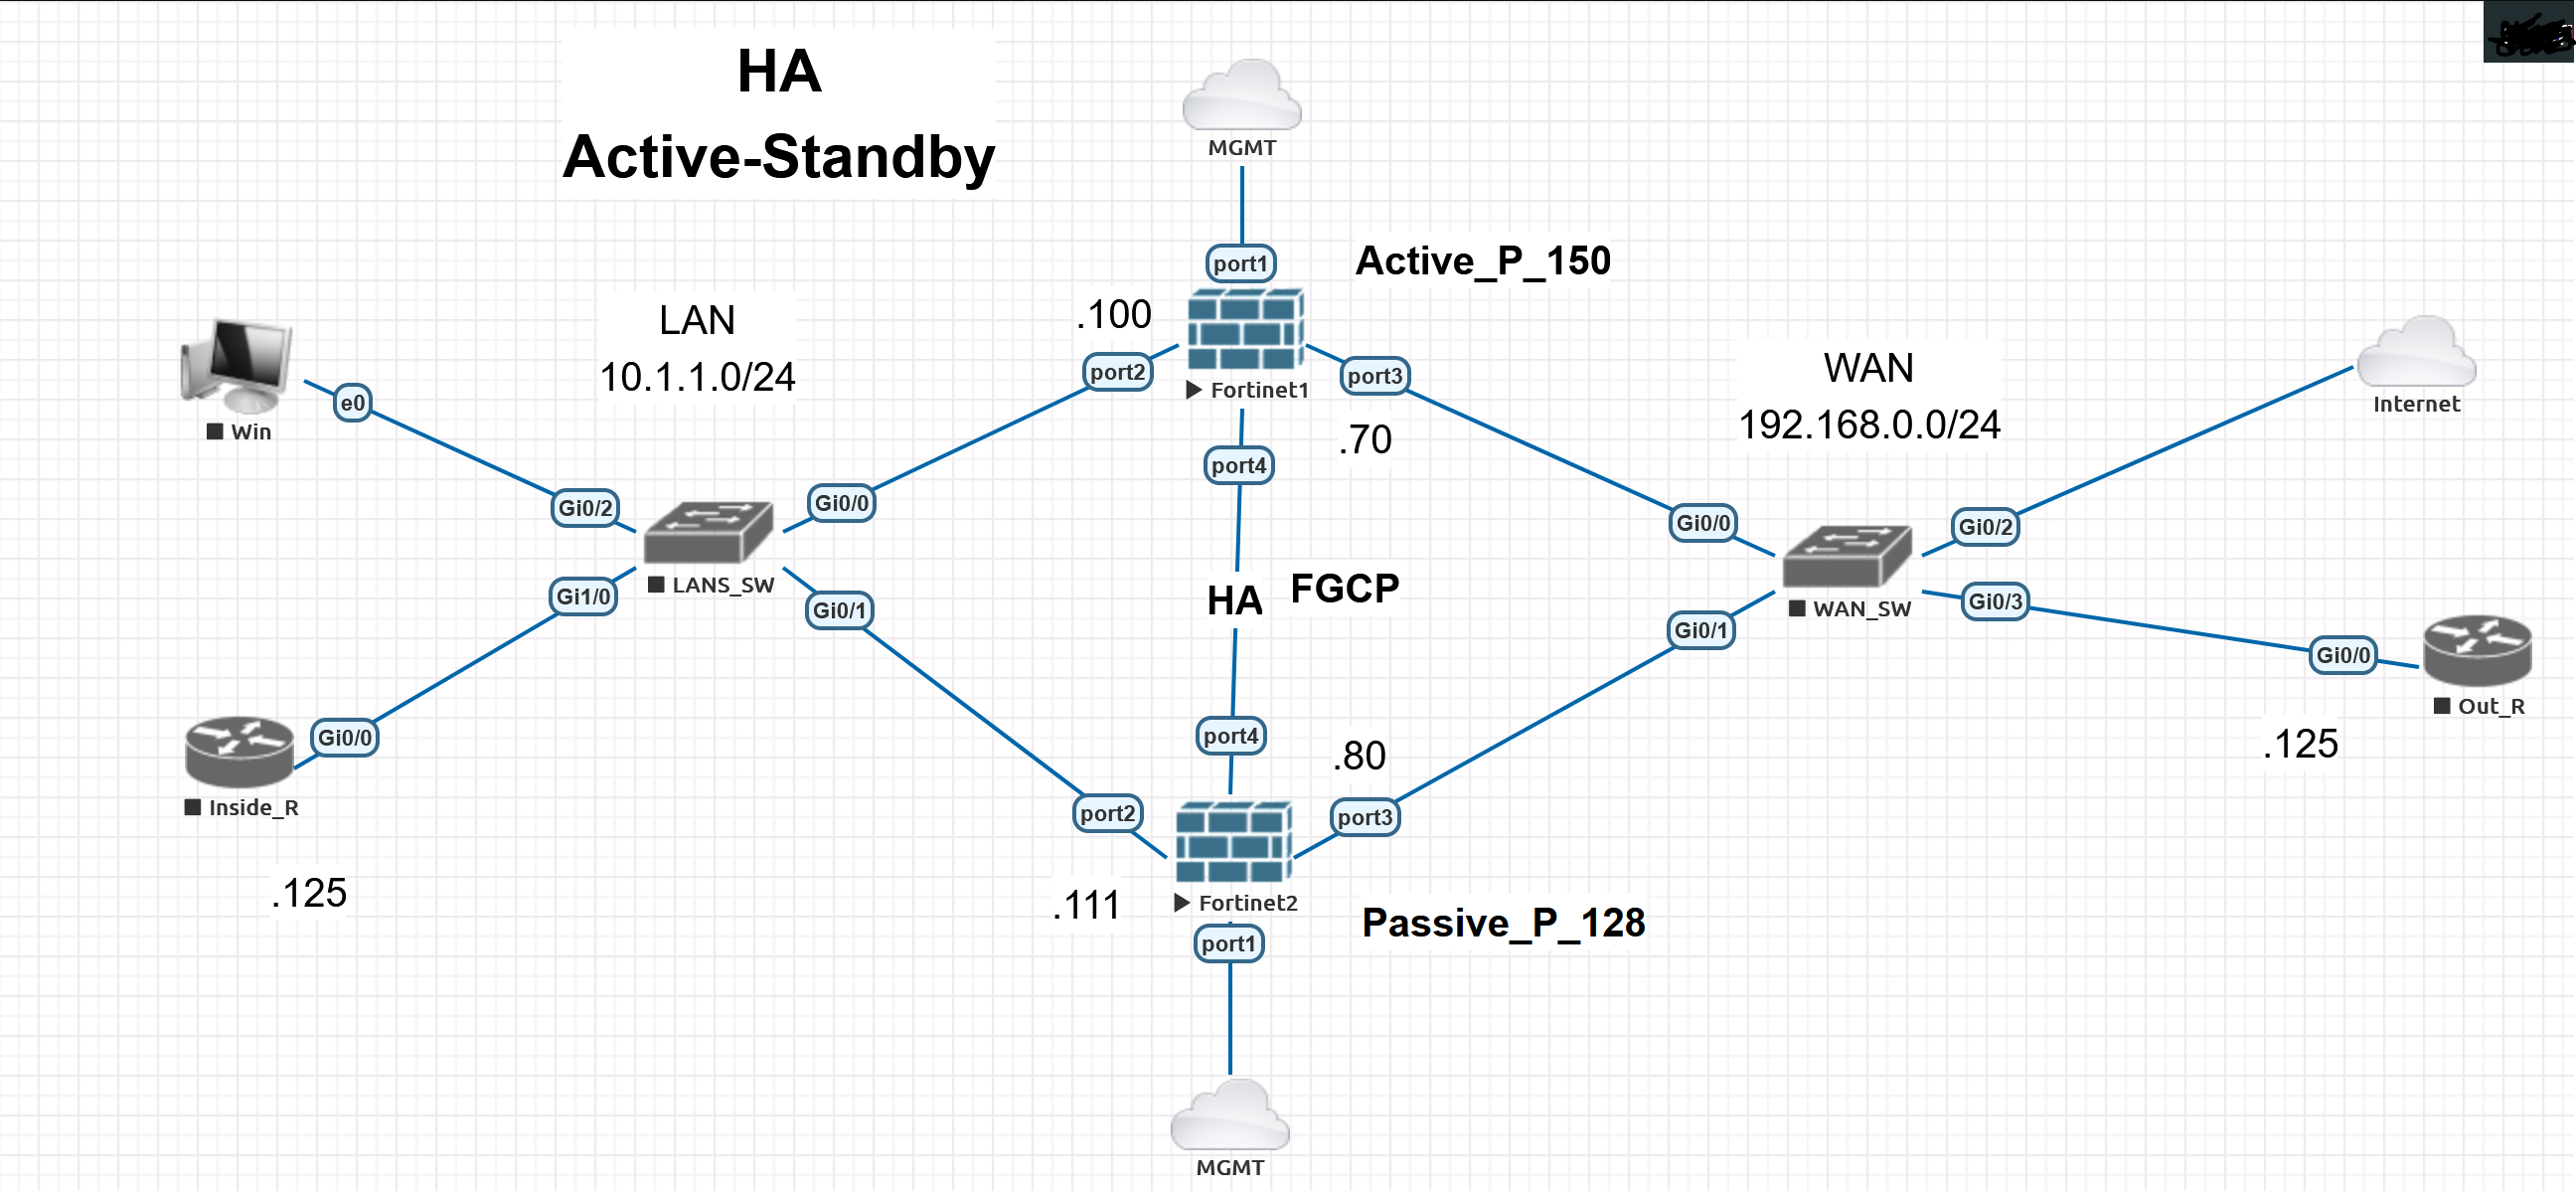 HA
Active-Standby
MGMT
port1
Active_P_150
LAN
10.1.1.0/24
.100
port2
Fortinet1
port3
.70
port4
WAN
192.168.0.0/24
Internet
e0
Win
Gi0/2
Gi0/0
LANS_SW
Gi1/0
Gi0/1
HA
FGCP
Gi0/0
Gi0/2
WAN_SW
Gi0/3
Gi0/1
Gi0/0
Out_R
.125
Gi0/0
Inside_R
.125
port4
.80
port2
port3
.111
Fortinet2
port1
Passive_P_128
MGMT